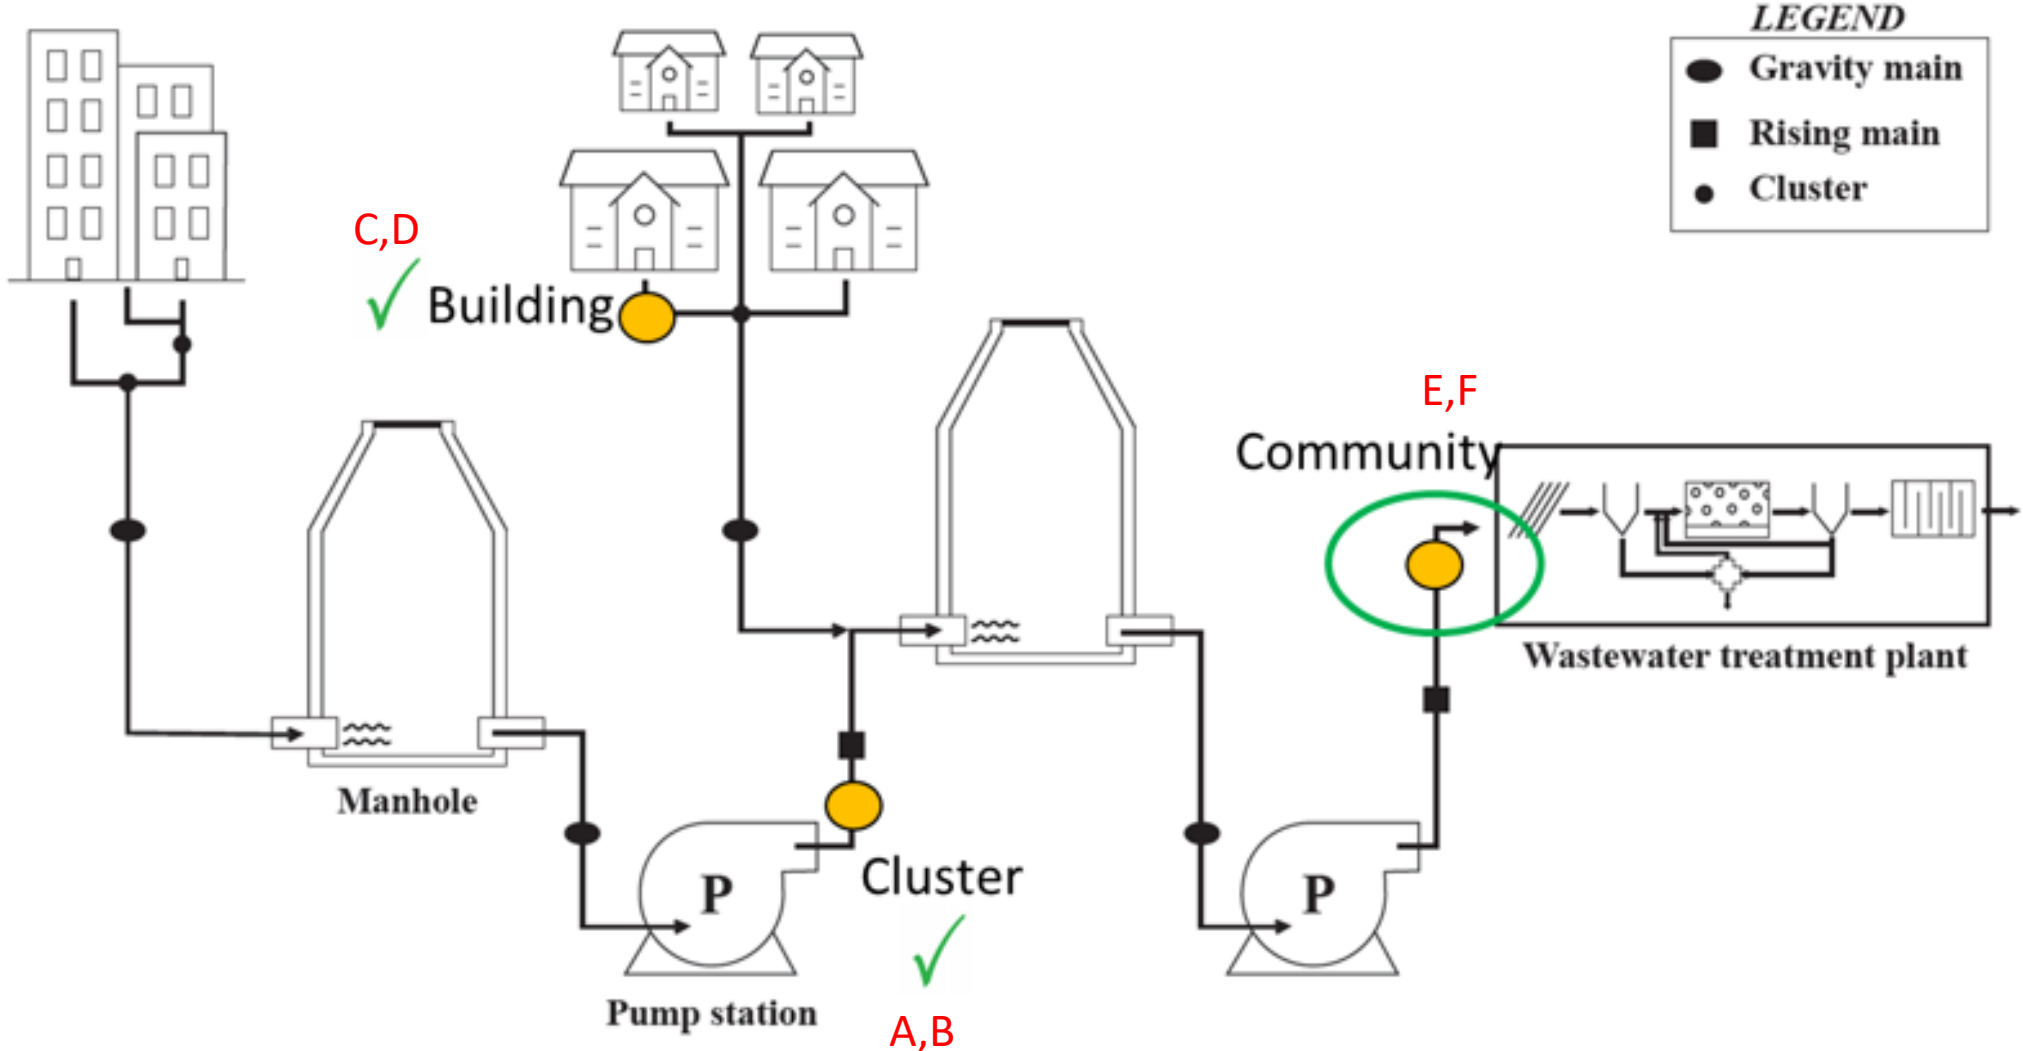 LEGEND
Gravity main
Rising main
Cluster
C,D
Building
E,F
Community
Wastewater treatment plant
Manhole
P
Cluster
P
Pump station
A,B